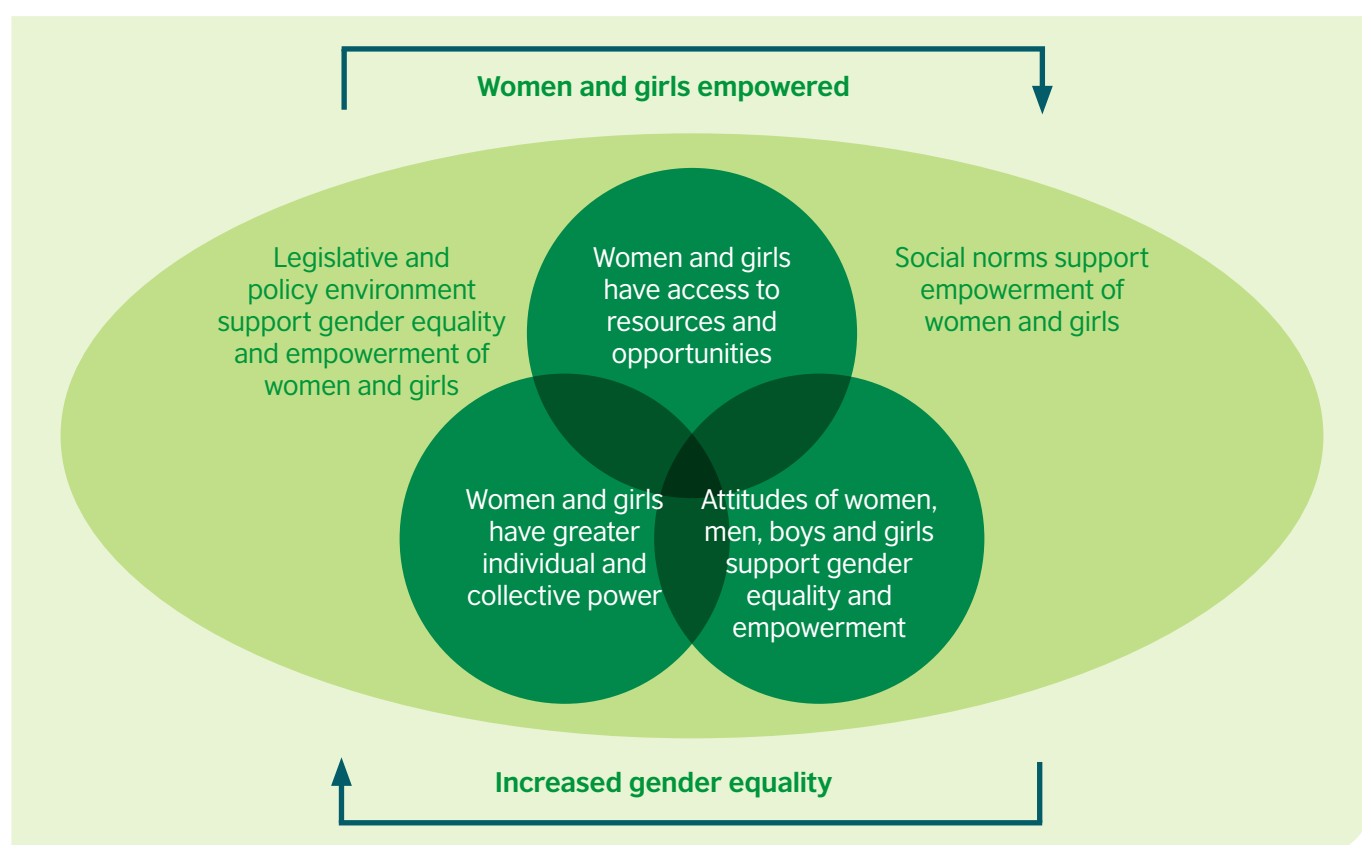 Women and girls empowered
Legislative and
policy environment
support gender equality
and empowerment of
women and girls
Women and girls
have access to
resources and
opportunities
Social norms support
empowerment of
women and girls
Women and girls
have greater
individual and
collective power
Attitudes of women,
men, boys and girls
support gender
equality and
empowerment
Increased gender equality